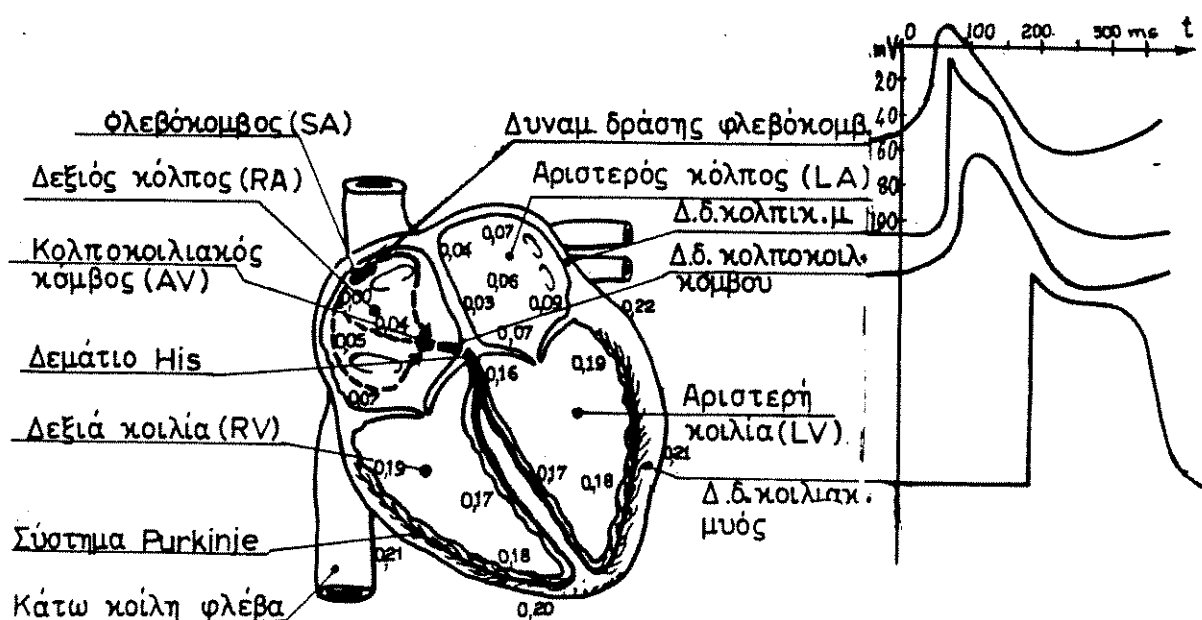 Φλεβόκομβος (SA)
Δεξιός κόλπος (RA)
Κολποκοιλιακός
κόμβος (AV)
Δεμάτιο His
Δεξιά κοιλία (RV)
Σύστημα Purkinje
Κάτω κοίλη φλέβα
Δυναμ. δράσης φλεβόκομβ.
Αριστερός κόλπος (LA)
Δ.δ. κολπικ. μ
Δ.δ. κολποκοιλ.
κόμβου
Αριστερή
κοιλία (LV)
Δ.δ. κοιλιακ.
μυός
0,00
0,04
0,05
0,07
0,04
0,07
0,06
0,03
0,09
0,07
0,22
0,16
0,19
0,19
0,17
0,17
0,18
0,21
0,21
0,18
0,20
0 100 200 300 ms t
mV
20
40
60
80
100